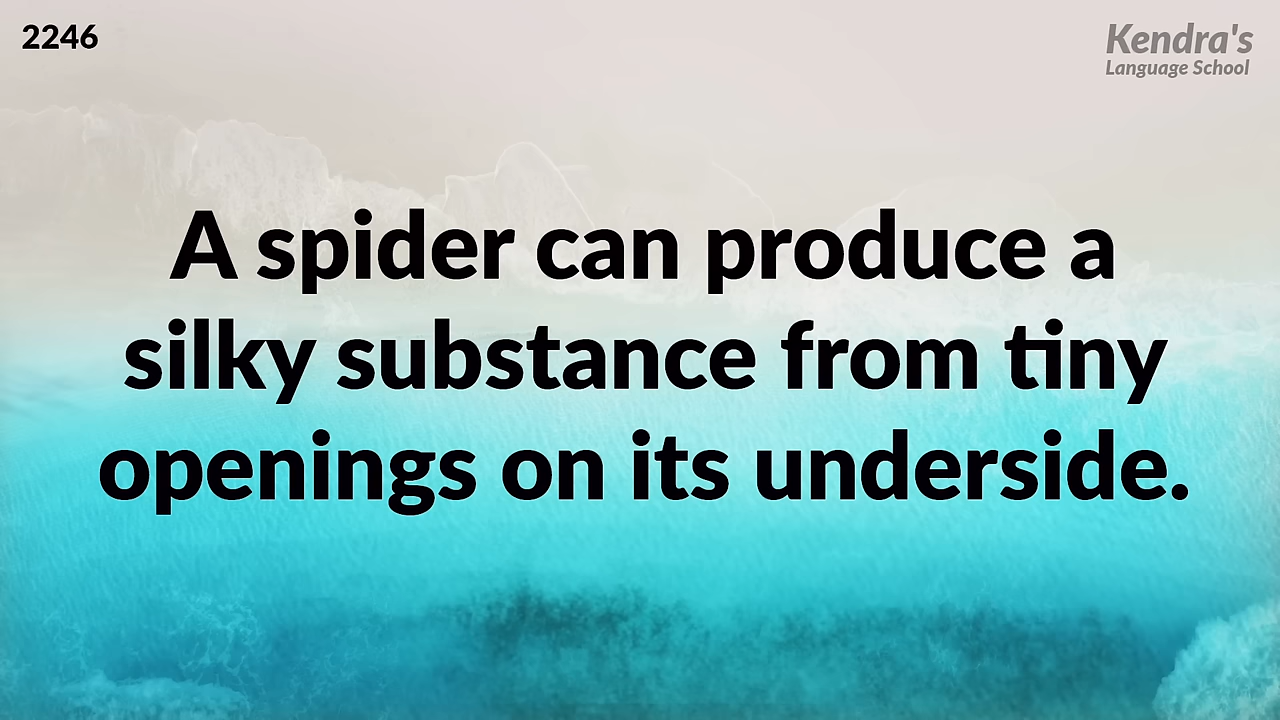 2246
Kendra's
Language School
A spider can produce a
silky substance from tiny
openings on its underside.